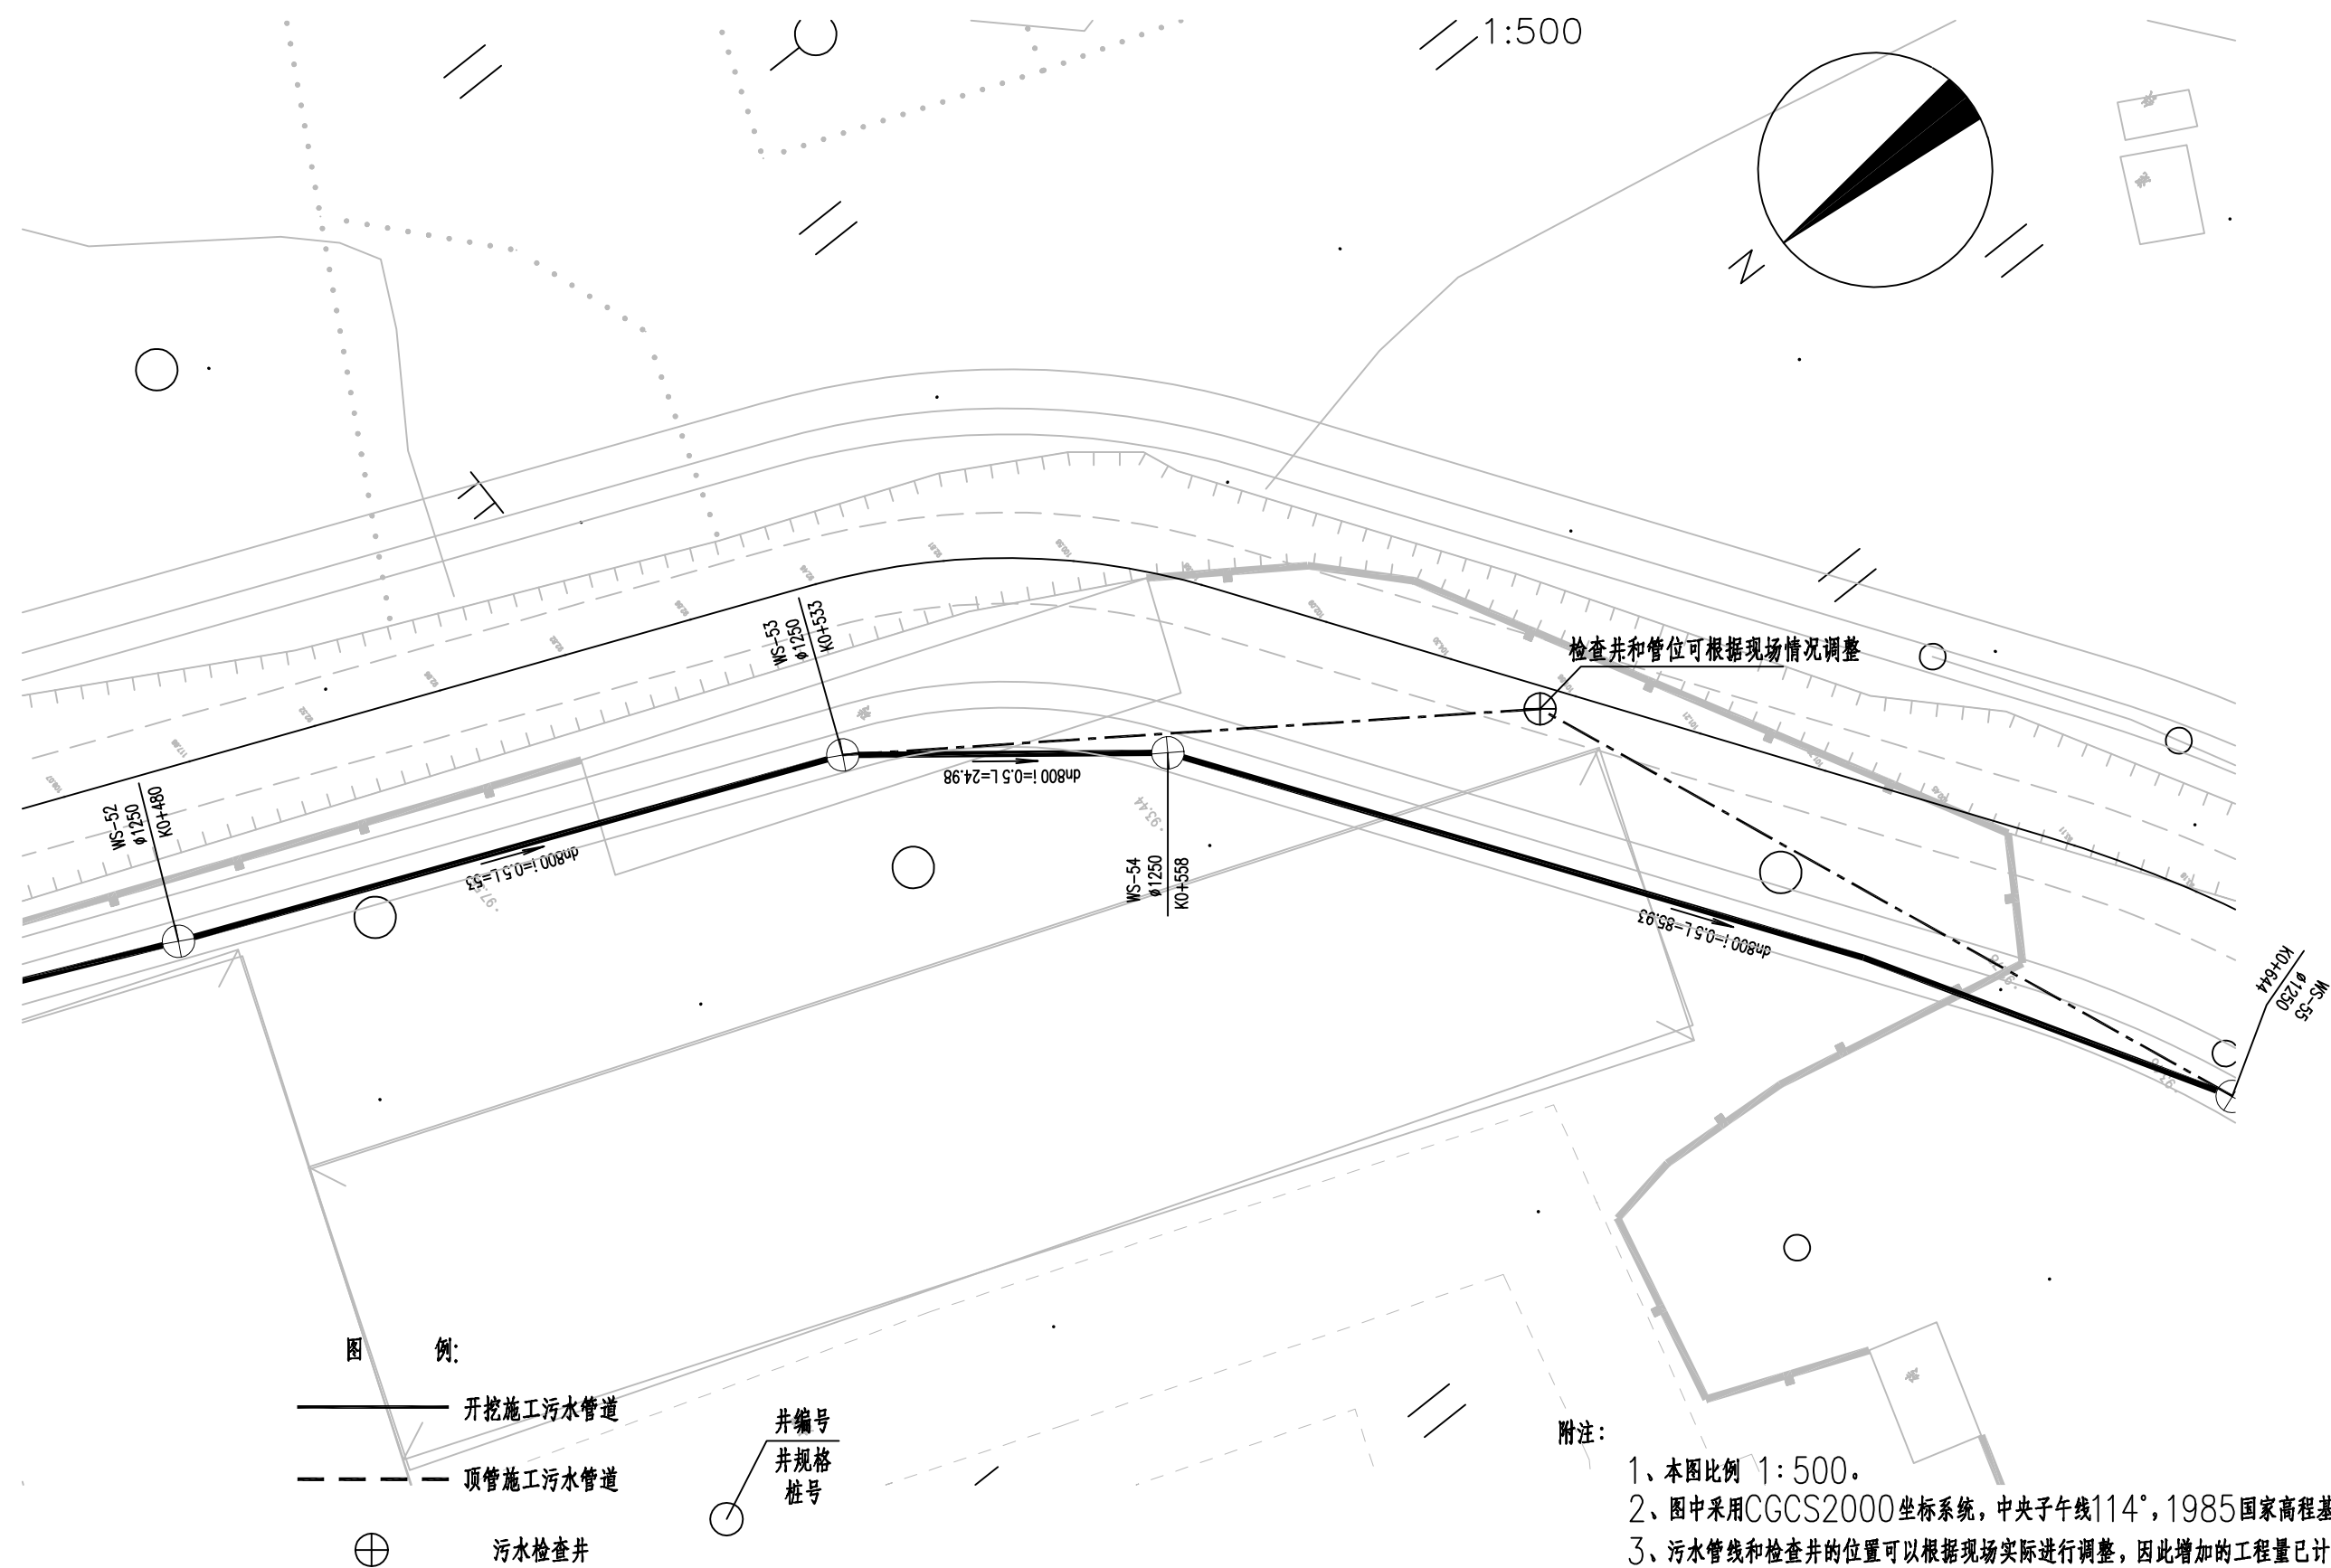 1:500
N
检查井和管位可根据现场情况调整
WS-53
ø1250
K0+533
WS-52
ø1250
K0+480
dn800 i=0.5 L=24.98
dn800 i=0.5 L=53
93.44
WS-54
ø1250
K0+558
dn800 i=0.5 L=85.93
WS-55
ø1250
K0+644
图 例:
开挖施工污水管道
顶管施工污水管道
污水检查井
井编号
井规格
桩号
附注:
1、本图比例 1:500。
2、图中采用CGCS2000坐标系统,中央子午线114°,1985国家高程基
3、污水管线和检查井的位置可以根据现场实际进行调整,因此增加的工程量已计